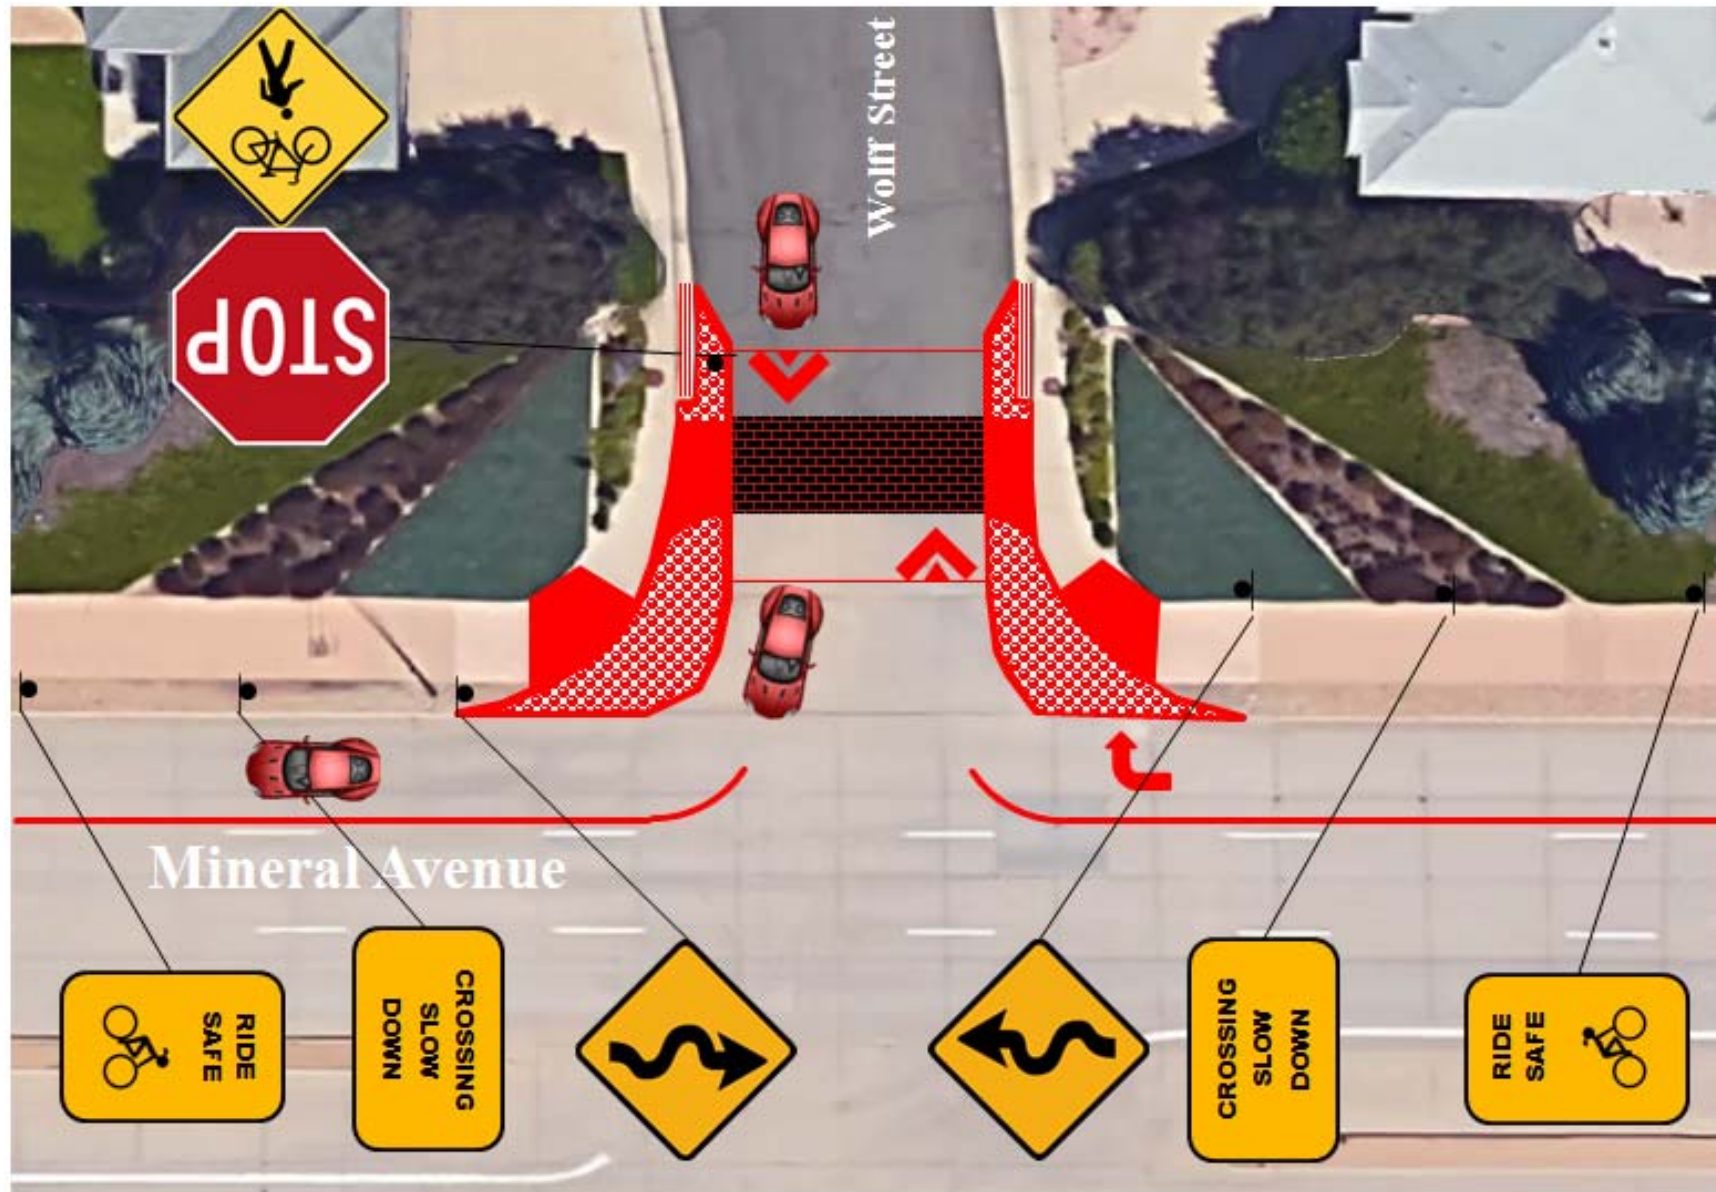 Wolff Street
STOP
Mineral Avenue
RIDE
SAFE
CROSSING
SLOW
DOWN
CROSSING
SLOW
DOWN
RIDE
SAFE